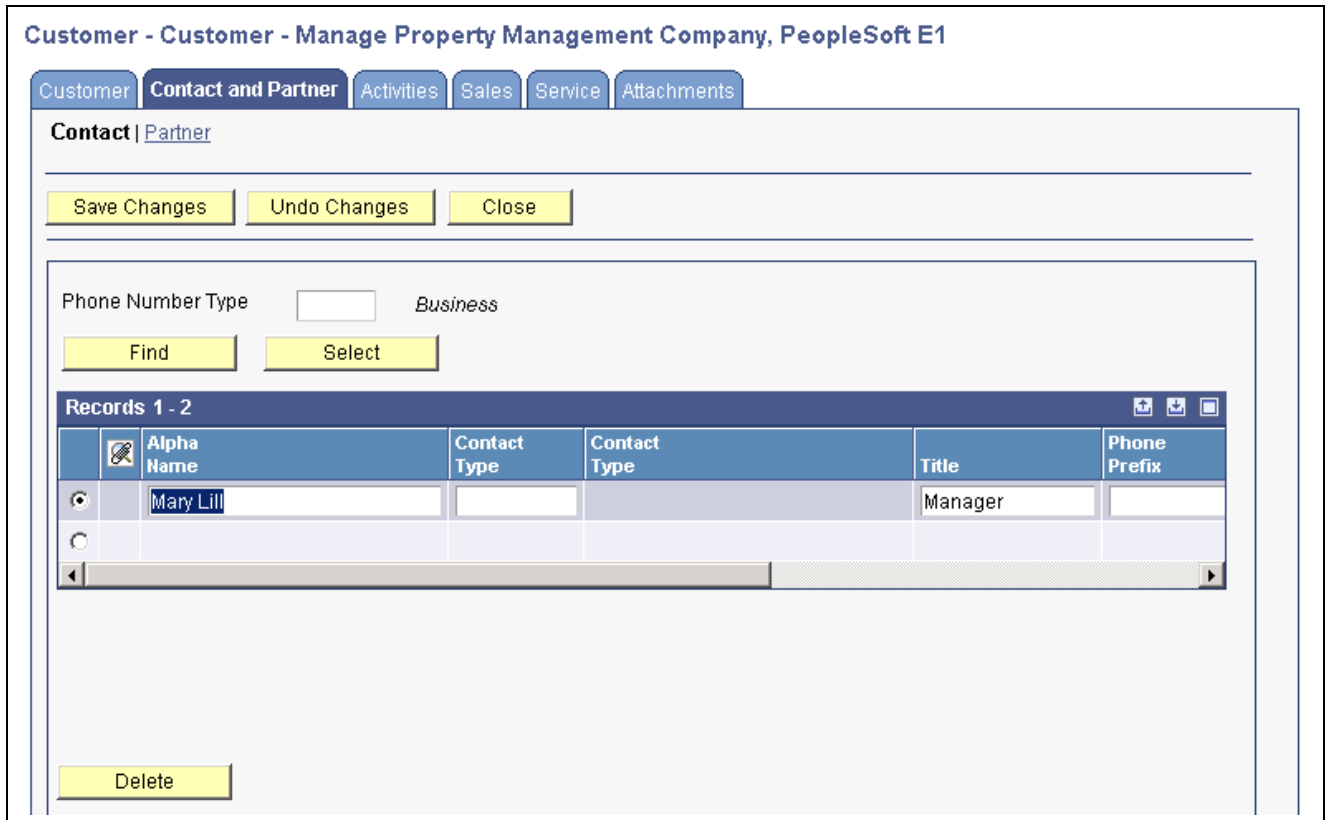 Customer - Customer - Manage Property Management Company, PeopleSoft E1
Customer Contact and Partner Activities Sales Service Attachments
Contact | Partner
Save Changes Undo Changes Close
Phone Number Type Business
Find Select
Records 1 - 2
Alpha Name Contact Type Contact Type Title Phone Prefix
Mary Lill Manager
Delete